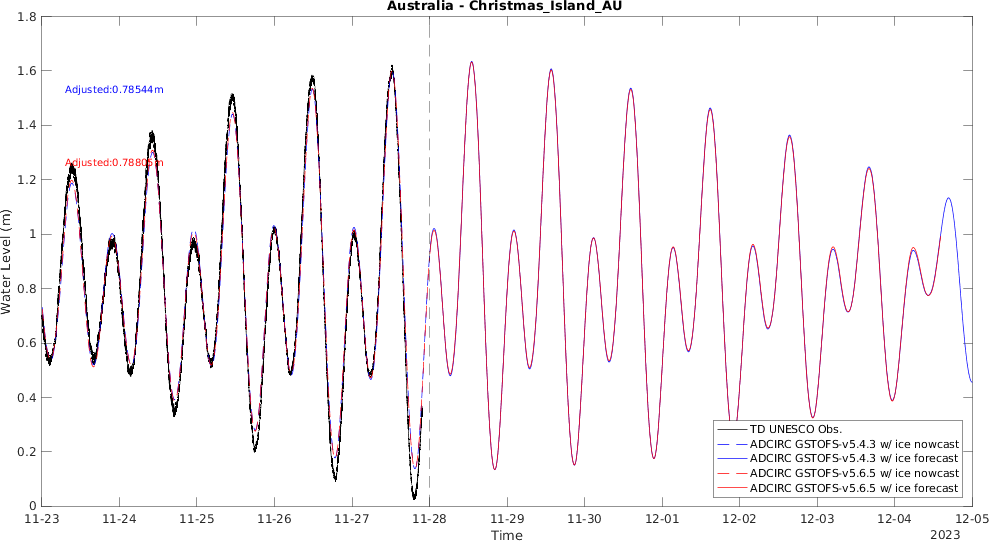 Australia - Christmas_Island_AU
1.8
1.6
1.4
1.2
1
0.8
0.6
0.4
0.2
0
Water Level (m)
Adjusted:0.78544m
Adjusted:0.78805m
TD UNESCO Obs.
ADCIRC GSTOFS-v5.4.3 w/ ice nowcast
ADCIRC GSTOFS-v5.4.3 w/ ice forecast
ADCIRC GSTOFS-v5.6.5 w/ ice nowcast
ADCIRC GSTOFS-v5.6.5 w/ ice forecast
11-23 11-24 11-25 11-26 11-27 11-28 11-29 11-30 12-01 12-02 12-03 12-04 12-05
Time
2023